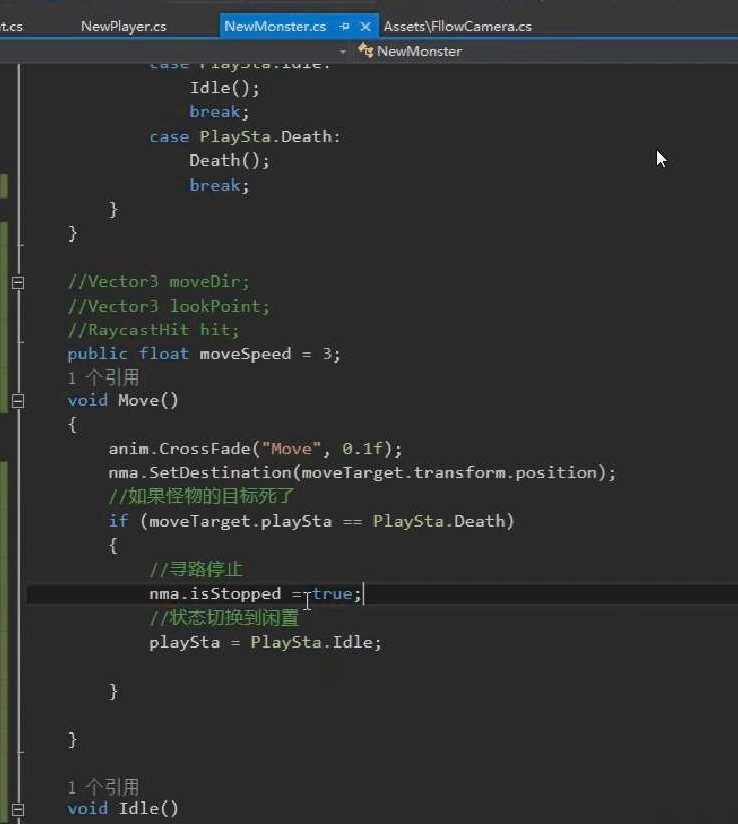 t.cs NewPlayer.cs NewMonster.cs Assets\FllowCamera.cs
NewMonster
case PlaySta.Idle:
Idle();
break;
case PlaySta.Death:
Death();
break;
}
}
//Vector3 moveDir;
//Vector3 lookPoint;
//RaycastHit hit;
public float moveSpeed = 3;
1 个引用
void Move()
{
anim.CrossFade("Move", 0.1f);
nma.SetDestination(moveTarget.transform.position);
//如果怪物的目标死了
if (moveTarget.playSta == PlaySta.Death)
{
//寻路停止
nma.isStopped = true;
//状态切换到闲置
playSta = PlaySta.Idle;
}
}
1 个引用
void Idle()